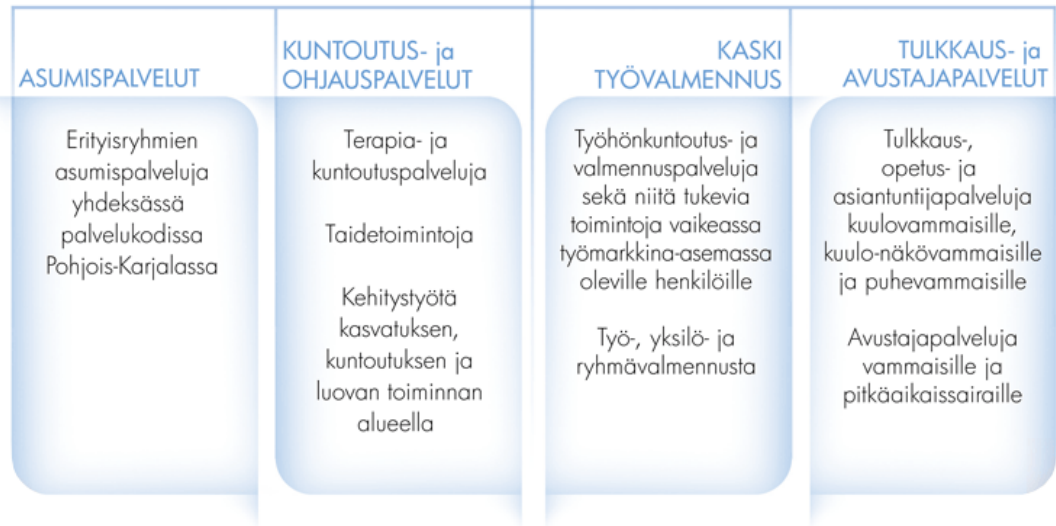 ASUMISPALVELUT
Erityisryhmien
asumispalveluja
yhdeksässä
palvelukodissa
Pohjois-Karjalassa
KUNTOUTUS- ja
OHJAUSPALVELUT
Terapia- ja
kuntoutuspalveluja
Taidetoimintoja
Kehitystyötä
kasvatuksen,
kuntoutuksen ja
luovan toiminnan
alueella
KASKI
TYÖVALMENNUS
Työhönkuntoutus- ja
valmennuspalveluja
sekä niitä tukevia
toimintoja vaikeassa
työmarkkina-asemassa
oleville henkilöille
Työ-, yksilö- ja
ryhmävalmennusta
TULKKAUS- ja
AVUSTAJAPALVELUT
Tulkkaus-,
opetus- ja
asiantuntijapalveluja
kuulovammaisille,
kuulo-näkövammaisille
ja puhevammaisille
Avustajapalveluja
vammaisille ja
pitkäaikaissairaille